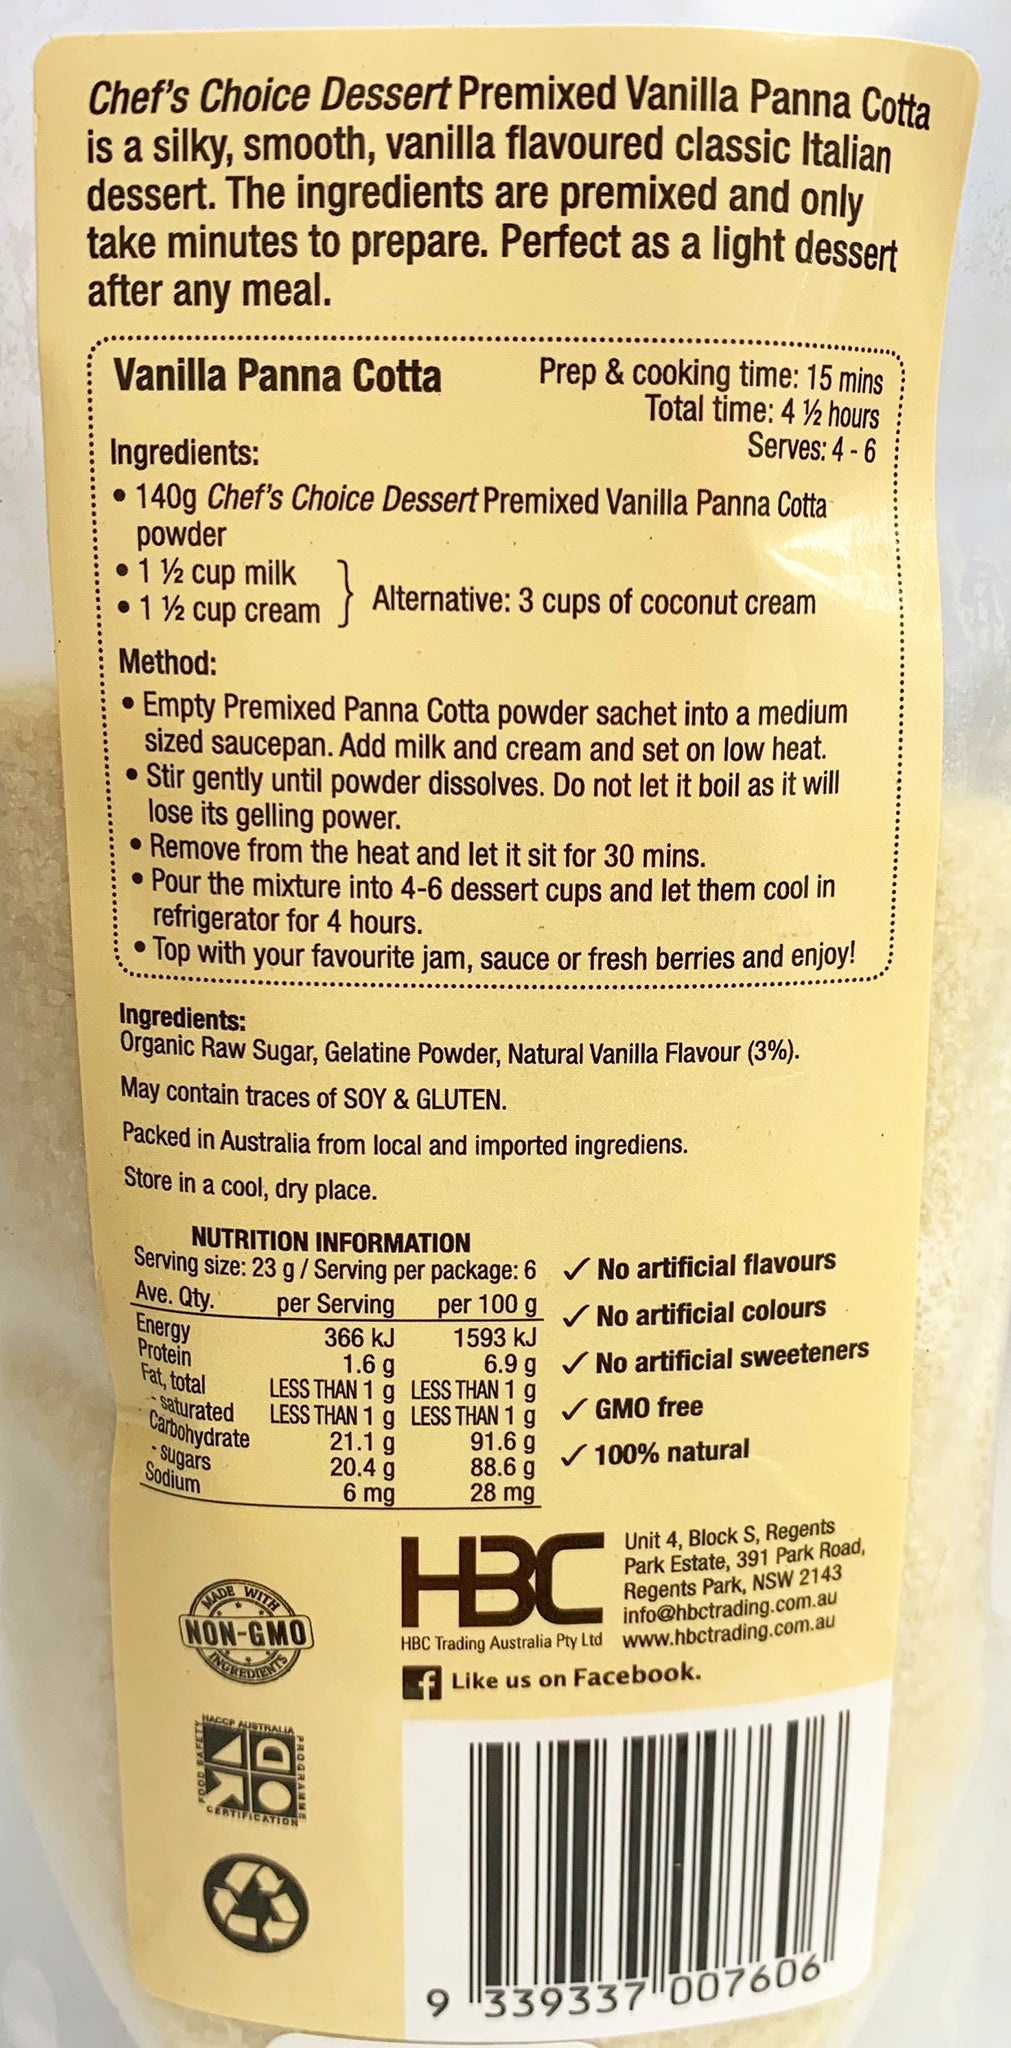 Chef's Choice Dessert Premixed Vanilla Panna Cotta
is a silky, smooth, vanilla flavoured classic Italian
dessert. The ingredients are premixed and only
take minutes to prepare. Perfect as a light dessert
after any meal.
Vanilla Panna Cotta
Prep & cooking time: 15 mins
Total time: 4 ½ hours
Serves: 4 - 6
Ingredients:
• 140g Chef's Choice Dessert Premixed Vanilla Panna Cotta
powder
• 1 ½ cup milk
• 1 ½ cup cream
Alternative: 3 cups of coconut cream
Method:
• Empty Premixed Panna Cotta powder sachet into a medium
sized saucepan. Add milk and cream and set on low heat.
• Stir gently until powder dissolves. Do not let it boil as it will
lose its gelling power.
• Remove from the heat and let it sit for 30 mins.
• Pour the mixture into 4-6 dessert cups and let them cool in
refrigerator for 4 hours.
• Top with your favourite jam, sauce or fresh berries and enjoy!
Ingredients:
Organic Raw Sugar, Gelatine Powder, Natural Vanilla Flavour (3%).
May contain traces of SOY & GLUTEN.
Packed in Australia from local and imported ingrediens.
Store in a cool, dry place.
NUTRITION INFORMATION
Serving size: 23 g / Serving per package: 6
Ave. Qty. per Serving per 100 g
Energy 366 kJ 1593 kJ
Protein 1.6 g 6.9 g
Fat, total LESS THAN 1 g LESS THAN 1 g
- saturated LESS THAN 1 g LESS THAN 1 g
Carbohydrate 21.1 g 91.6 g
- sugars 20.4 g 88.6 g
Sodium 6 mg 28 mg
✓ No artificial flavours
✓ No artificial colours
✓ No artificial sweeteners
✓ GMO free
✓ 100% natural
MADE WITH
NON-GMO
INGREDIENTS
HBC
HBC Trading Australia Pty Ltd
Unit 4, Block S, Regents
Park Estate, 391 Park Road,
Regents Park, NSW 2143
info@hbctrading.com.au
www.hbctrading.com.au
f Like us on Facebook.
HACCP AUSTRALIA
FOOD SAFETY
PROGRAMME
CERTIFICATION
9 339337 007606